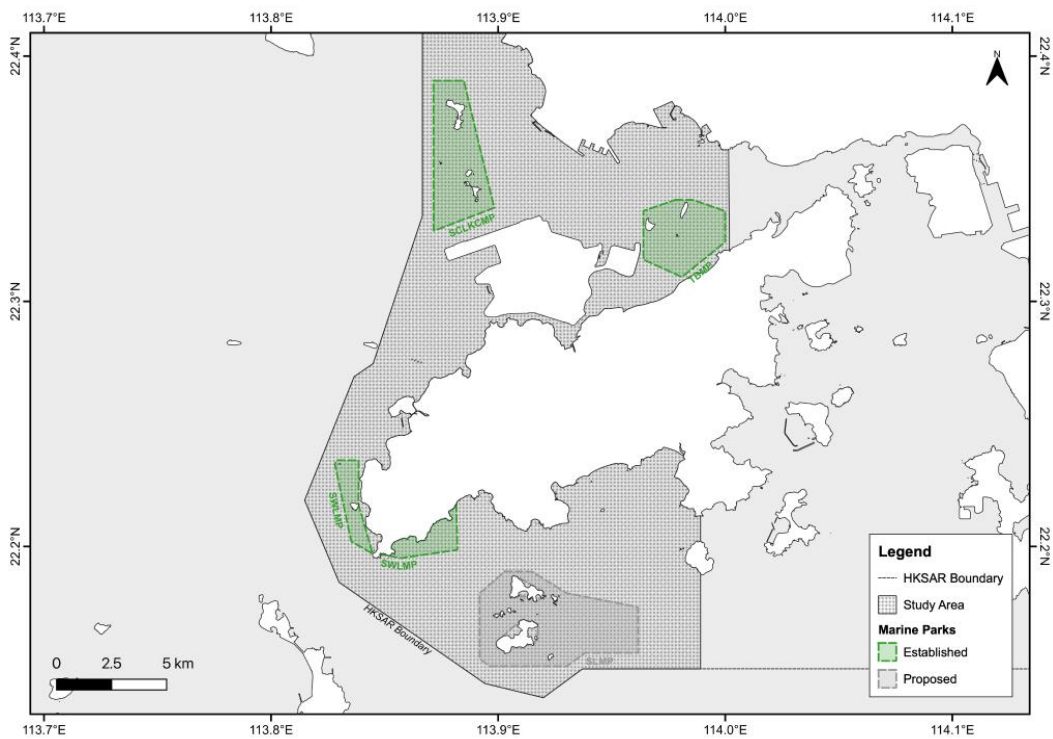 113.7°E 113.8°E 113.9°E 114.0°E 114.1°E
22.4°N 22.4°N
N
SCLKCMP
TDMP
22.3°N 22.3°N
SWLMP
22.2°N 22.2°N
SWLMP
HKSAR Boundary
SLMP
Legend
HKSAR Boundary
Study Area
Marine Parks
Established
Proposed
0 2.5 5 km
113.7°E 113.8°E 113.9°E 114.0°E 114.1°E